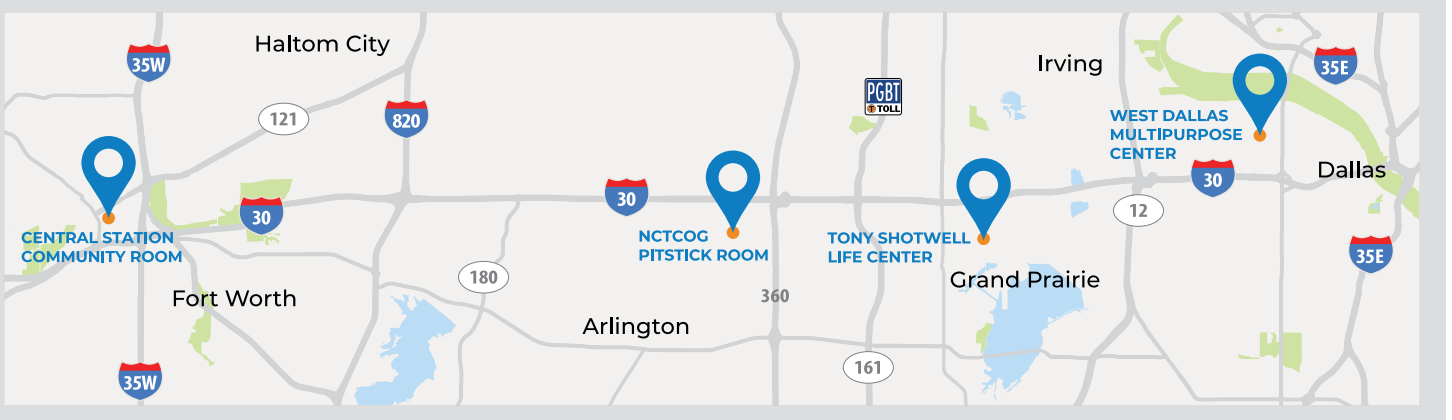 35W
Haltom City
121
820
PGBT
TOLL
Irving
35E
WEST DALLAS
MULTIPURPOSE
CENTER
Dallas
30
30
30
12
CENTRAL STATION
COMMUNITY ROOM
NCTCOG
PITSTICK ROOM
TONY SHOTWELL
LIFE CENTER
35E
Grand Prairie
180
Fort Worth
360
Arlington
161
35W